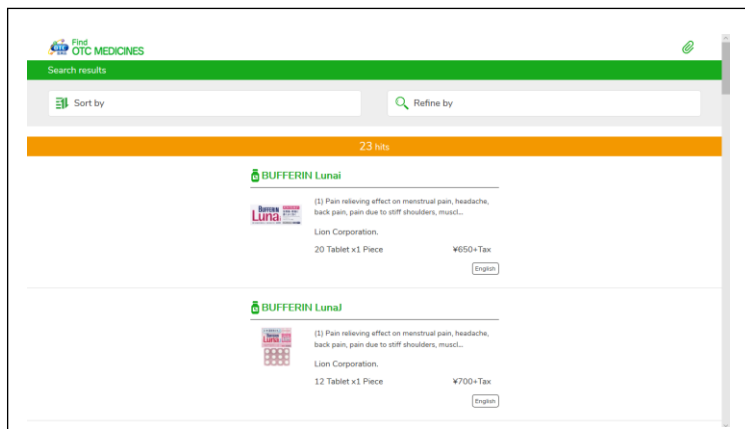 Find
OTC MEDICINES
Search results
Sort by
Refine by
23 hits
BUFFERIN Lunai
(1) Pain relieving effect on menstrual pain, headache,
back pain, pain due to stiff shoulders, muscl...
BUFFERIN
Luna i
Lion Corporation.
20 Tablet x1 Piece ¥650+Tax
English
BUFFERIN LunaJ
(1) Pain relieving effect on menstrual pain, headache,
back pain, pain due to stiff shoulders, muscl...
Lion Corporation.
12 Tablet x1 Piece ¥700+Tax
English